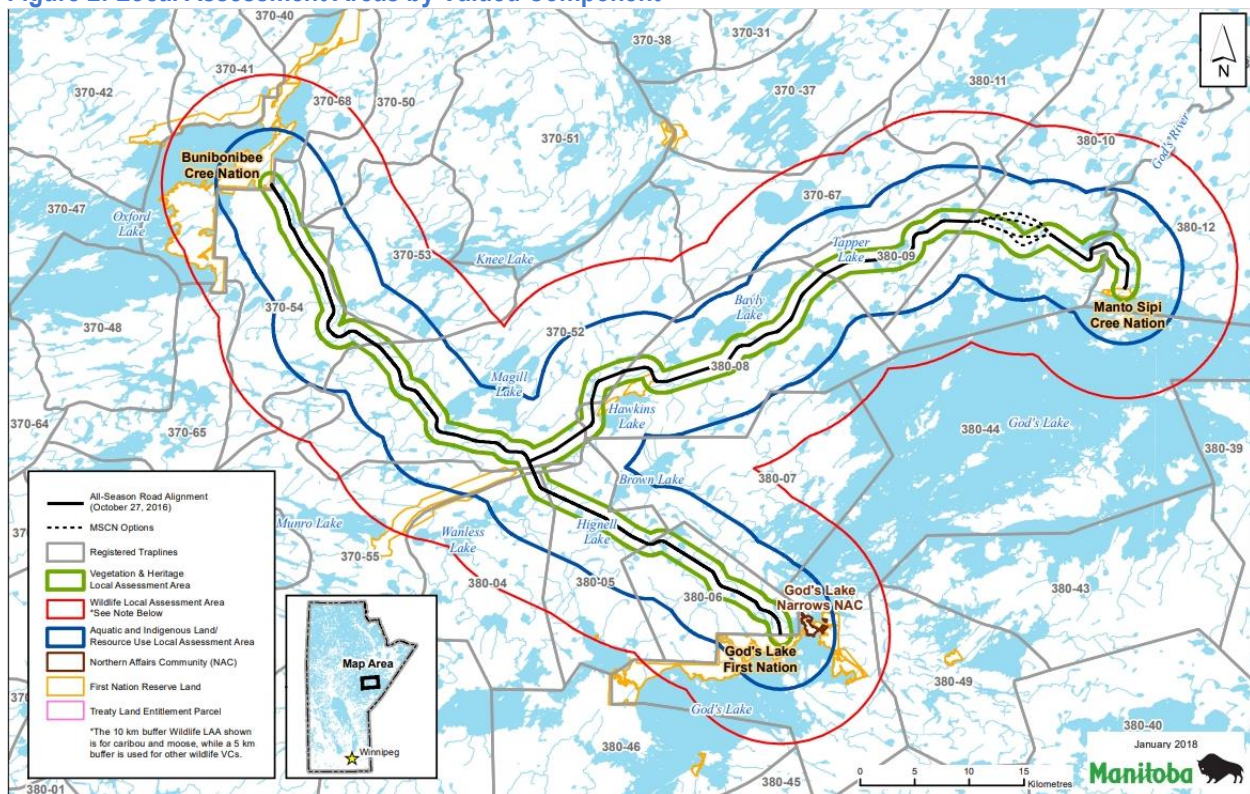 Figure 2: Local Assessment Areas by Valued Component
370-40
370-38
370-31
N
370-41
370-42
370-68
370-50
370-51
370 -37
380-11
380-10
God's River
Bunibonibee
Cree Nation
370-47
Oxford
Lake
370-67
380-12
370-53
Knee Lake
Tapper
Lake
380-09
370-54
Bayly
Lake
Manto Sipi
Cree Nation
370-48
370-52
380-08
Magill
Lake
Hawkins
Lake
370-64
370-65
380-44
God's Lake
380-39
Brown Lake
380-07
Munro Lake
Wanless
Lake
Hignell
Lake
370-55
380-04
380-05
380-06
380-43
God's Lake
Narrows NAC
God's Lake
First Nation
380-49
God's Lake
380-46
380-40
380-45
380-01
All-Season Road Alignment
(October 27, 2016)
MSCN Options
Registered Traplines
Vegetation & Heritage
Local Assessment Area
Wildlife Local Assessment Area
*See Note Below
Aquatic and Indigenous Land/
Resource Use Local Assessment Area
Northern Affairs Community (NAC)
First Nation Reserve Land
Treaty Land Entitlement Parcel
*The 10 km buffer Wildlife LAA shown
is for caribou and moose, while a 5 km
buffer is used for other wildlife VCs.
Map Area
Winnipeg
0 5 10 15
Kilometres
January 2018
Manitoba